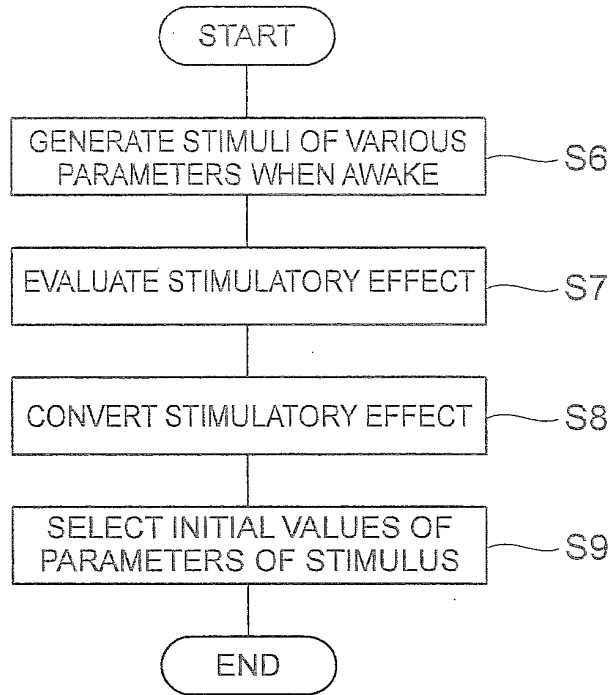 START
GENERATE STIMULI OF VARIOUS
PARAMETERS WHEN AWAKE
S6
EVALUATE STIMULATORY EFFECT
S7
CONVERT STIMULATORY EFFECT
S8
SELECT INITIAL VALUES OF
PARAMETERS OF STIMULUS
S9
END